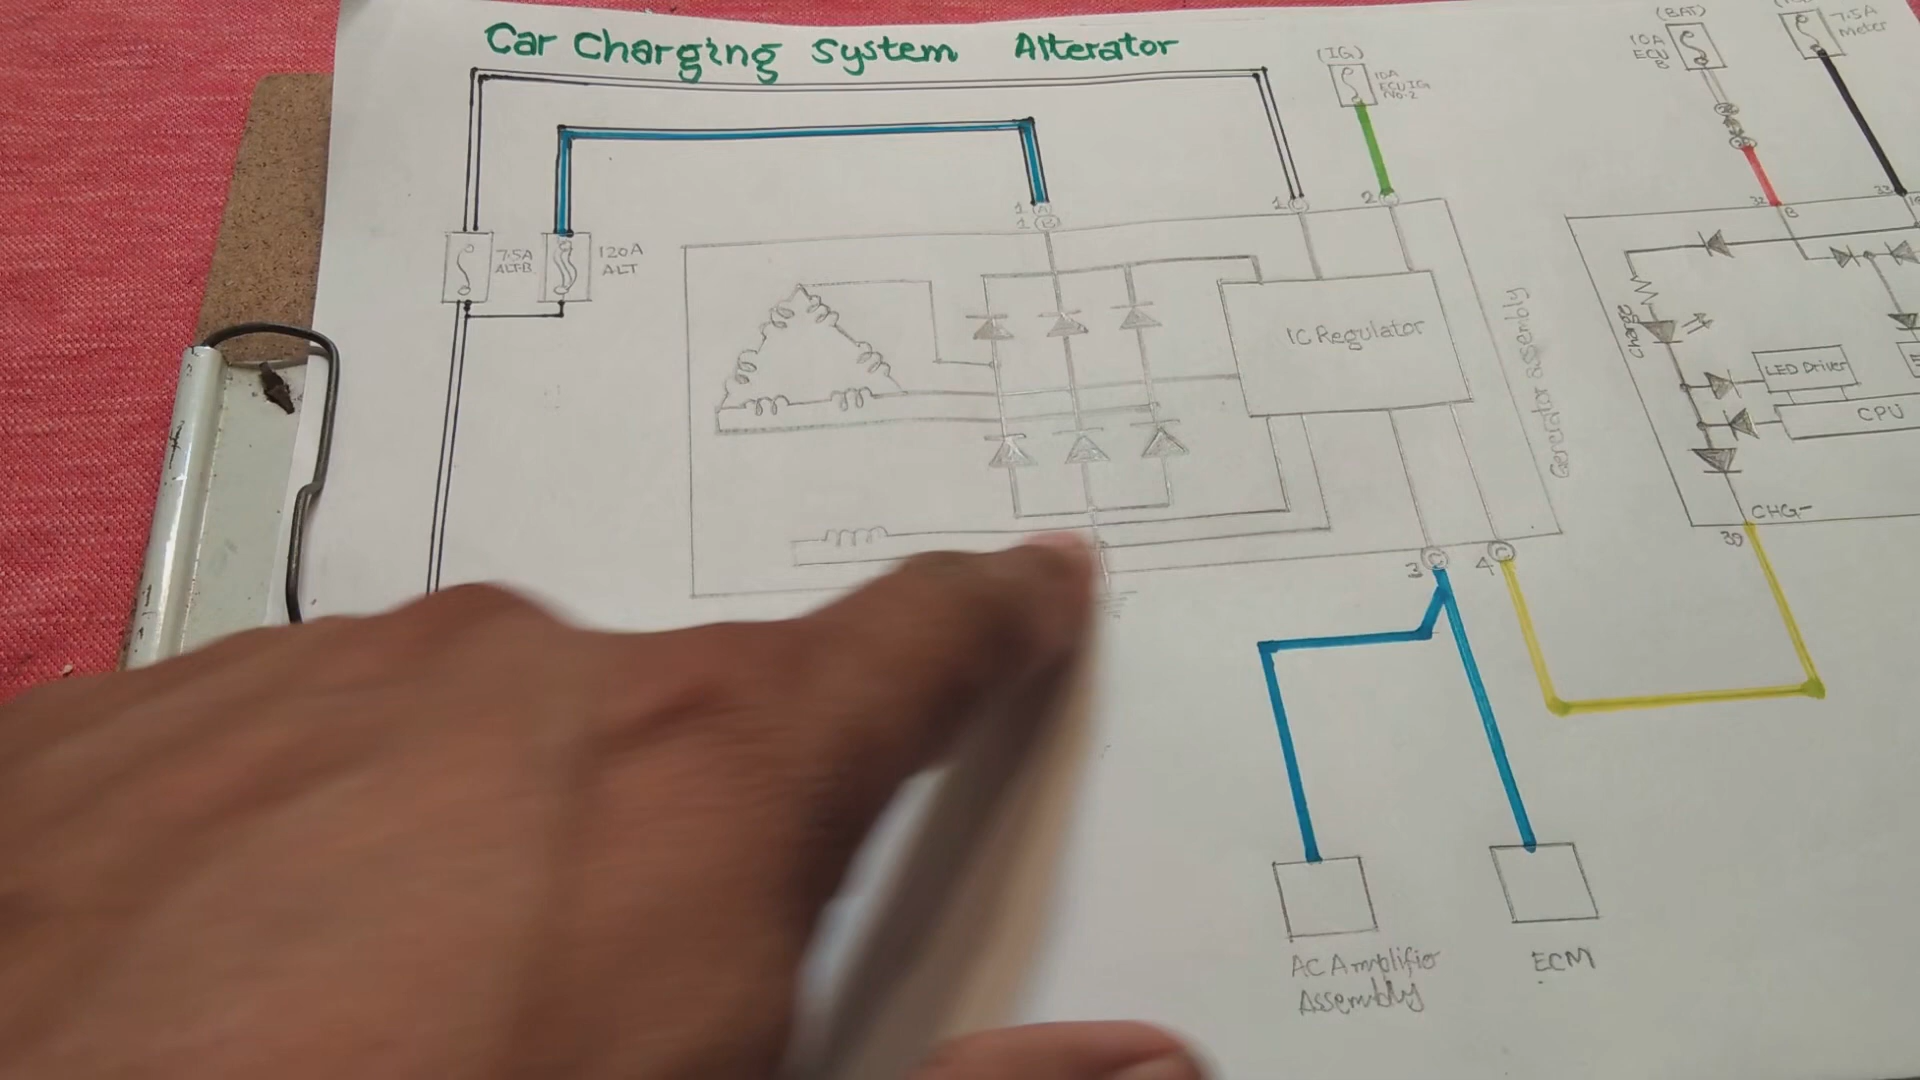 Car Charging System Alterator
(BAT)
10A
ECU
B
7.5A
Meter
(IG)
10A
ECU IG
NO.2
7.5A
ALT-B
120A
ALT
1 (A)
1 (B)
1 (C)
2 (C)
32 B
33
IC Regulator
Generator assembly
Charge
LED Driver
CPU
CHG-
39
3 (C)
4 (C)
AC Amplifio
Assembly
ECM